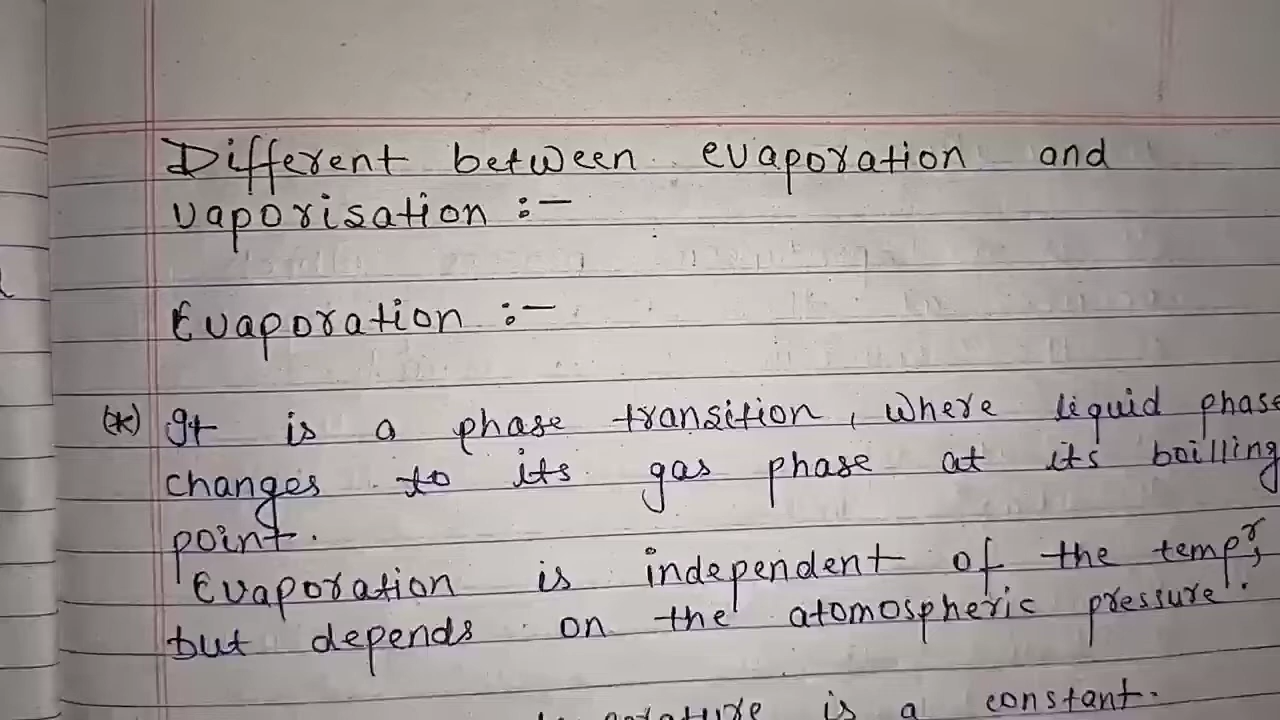 Different between evaporation and
vaporisation :-
Evaporation :-
(*) It is a phase transition, where liquid phase
changes to its gas phase at its boilling
point.
Evaporation is independent of the tempr,
but depends on the atomospheric pressure.
is a constant.